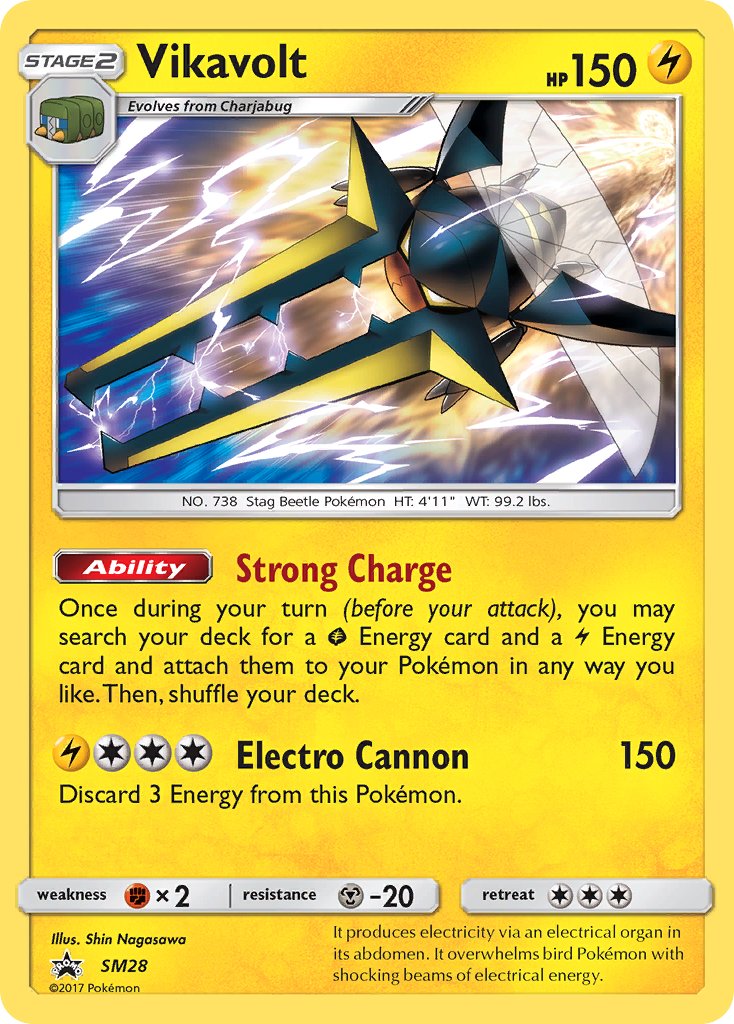 STAGE2 Vikavolt HP150
Evolves from Charjabug
NO. 738 Stag Beetle Pokémon HT: 4'11" WT: 99.2 lbs.
Ability Strong Charge
Once during your turn (before your attack), you may
search your deck for a Energy card and a Energy
card and attach them to your Pokémon in any way you
like. Then, shuffle your deck.
Electro Cannon 150
Discard 3 Energy from this Pokémon.
weakness ×2 resistance -20 retreat
Illus. Shin Nagasawa
PROMO SM28
©2017 Pokémon
It produces electricity via an electrical organ in
its abdomen. It overwhelms bird Pokémon with
shocking beams of electrical energy.